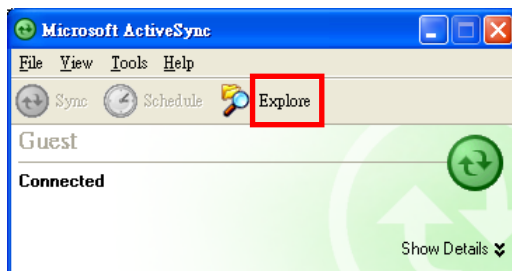 Microsoft ActiveSync
File View Tools Help
Sync Schedule Explore
Guest
Connected
Show Details